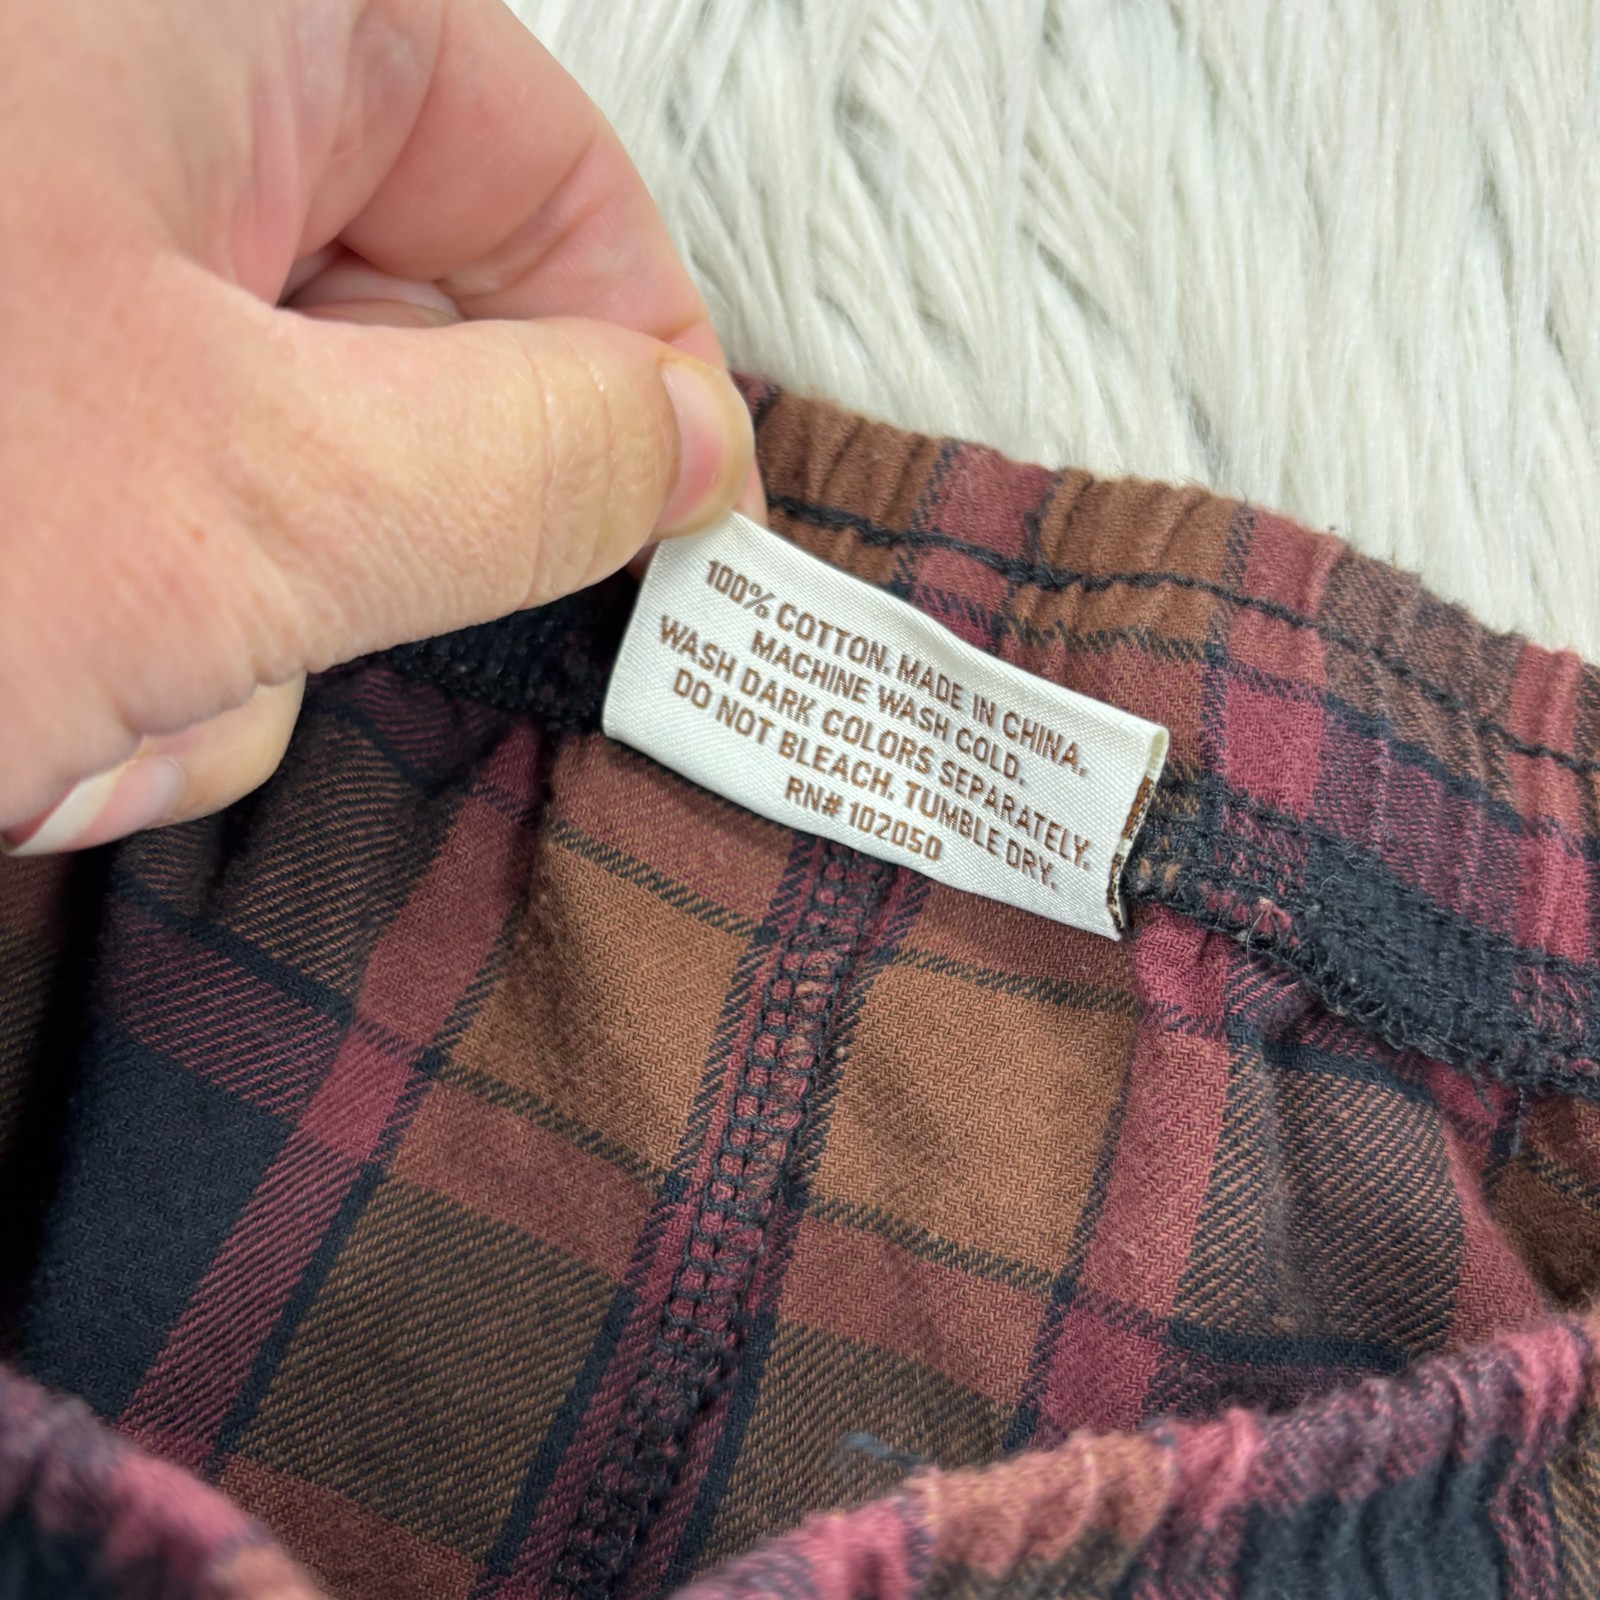 100% COTTON. MADE IN CHINA.
MACHINE WASH COLD.
WASH DARK COLORS SEPARATELY.
DO NOT BLEACH. TUMBLE DRY.
RN# 102050